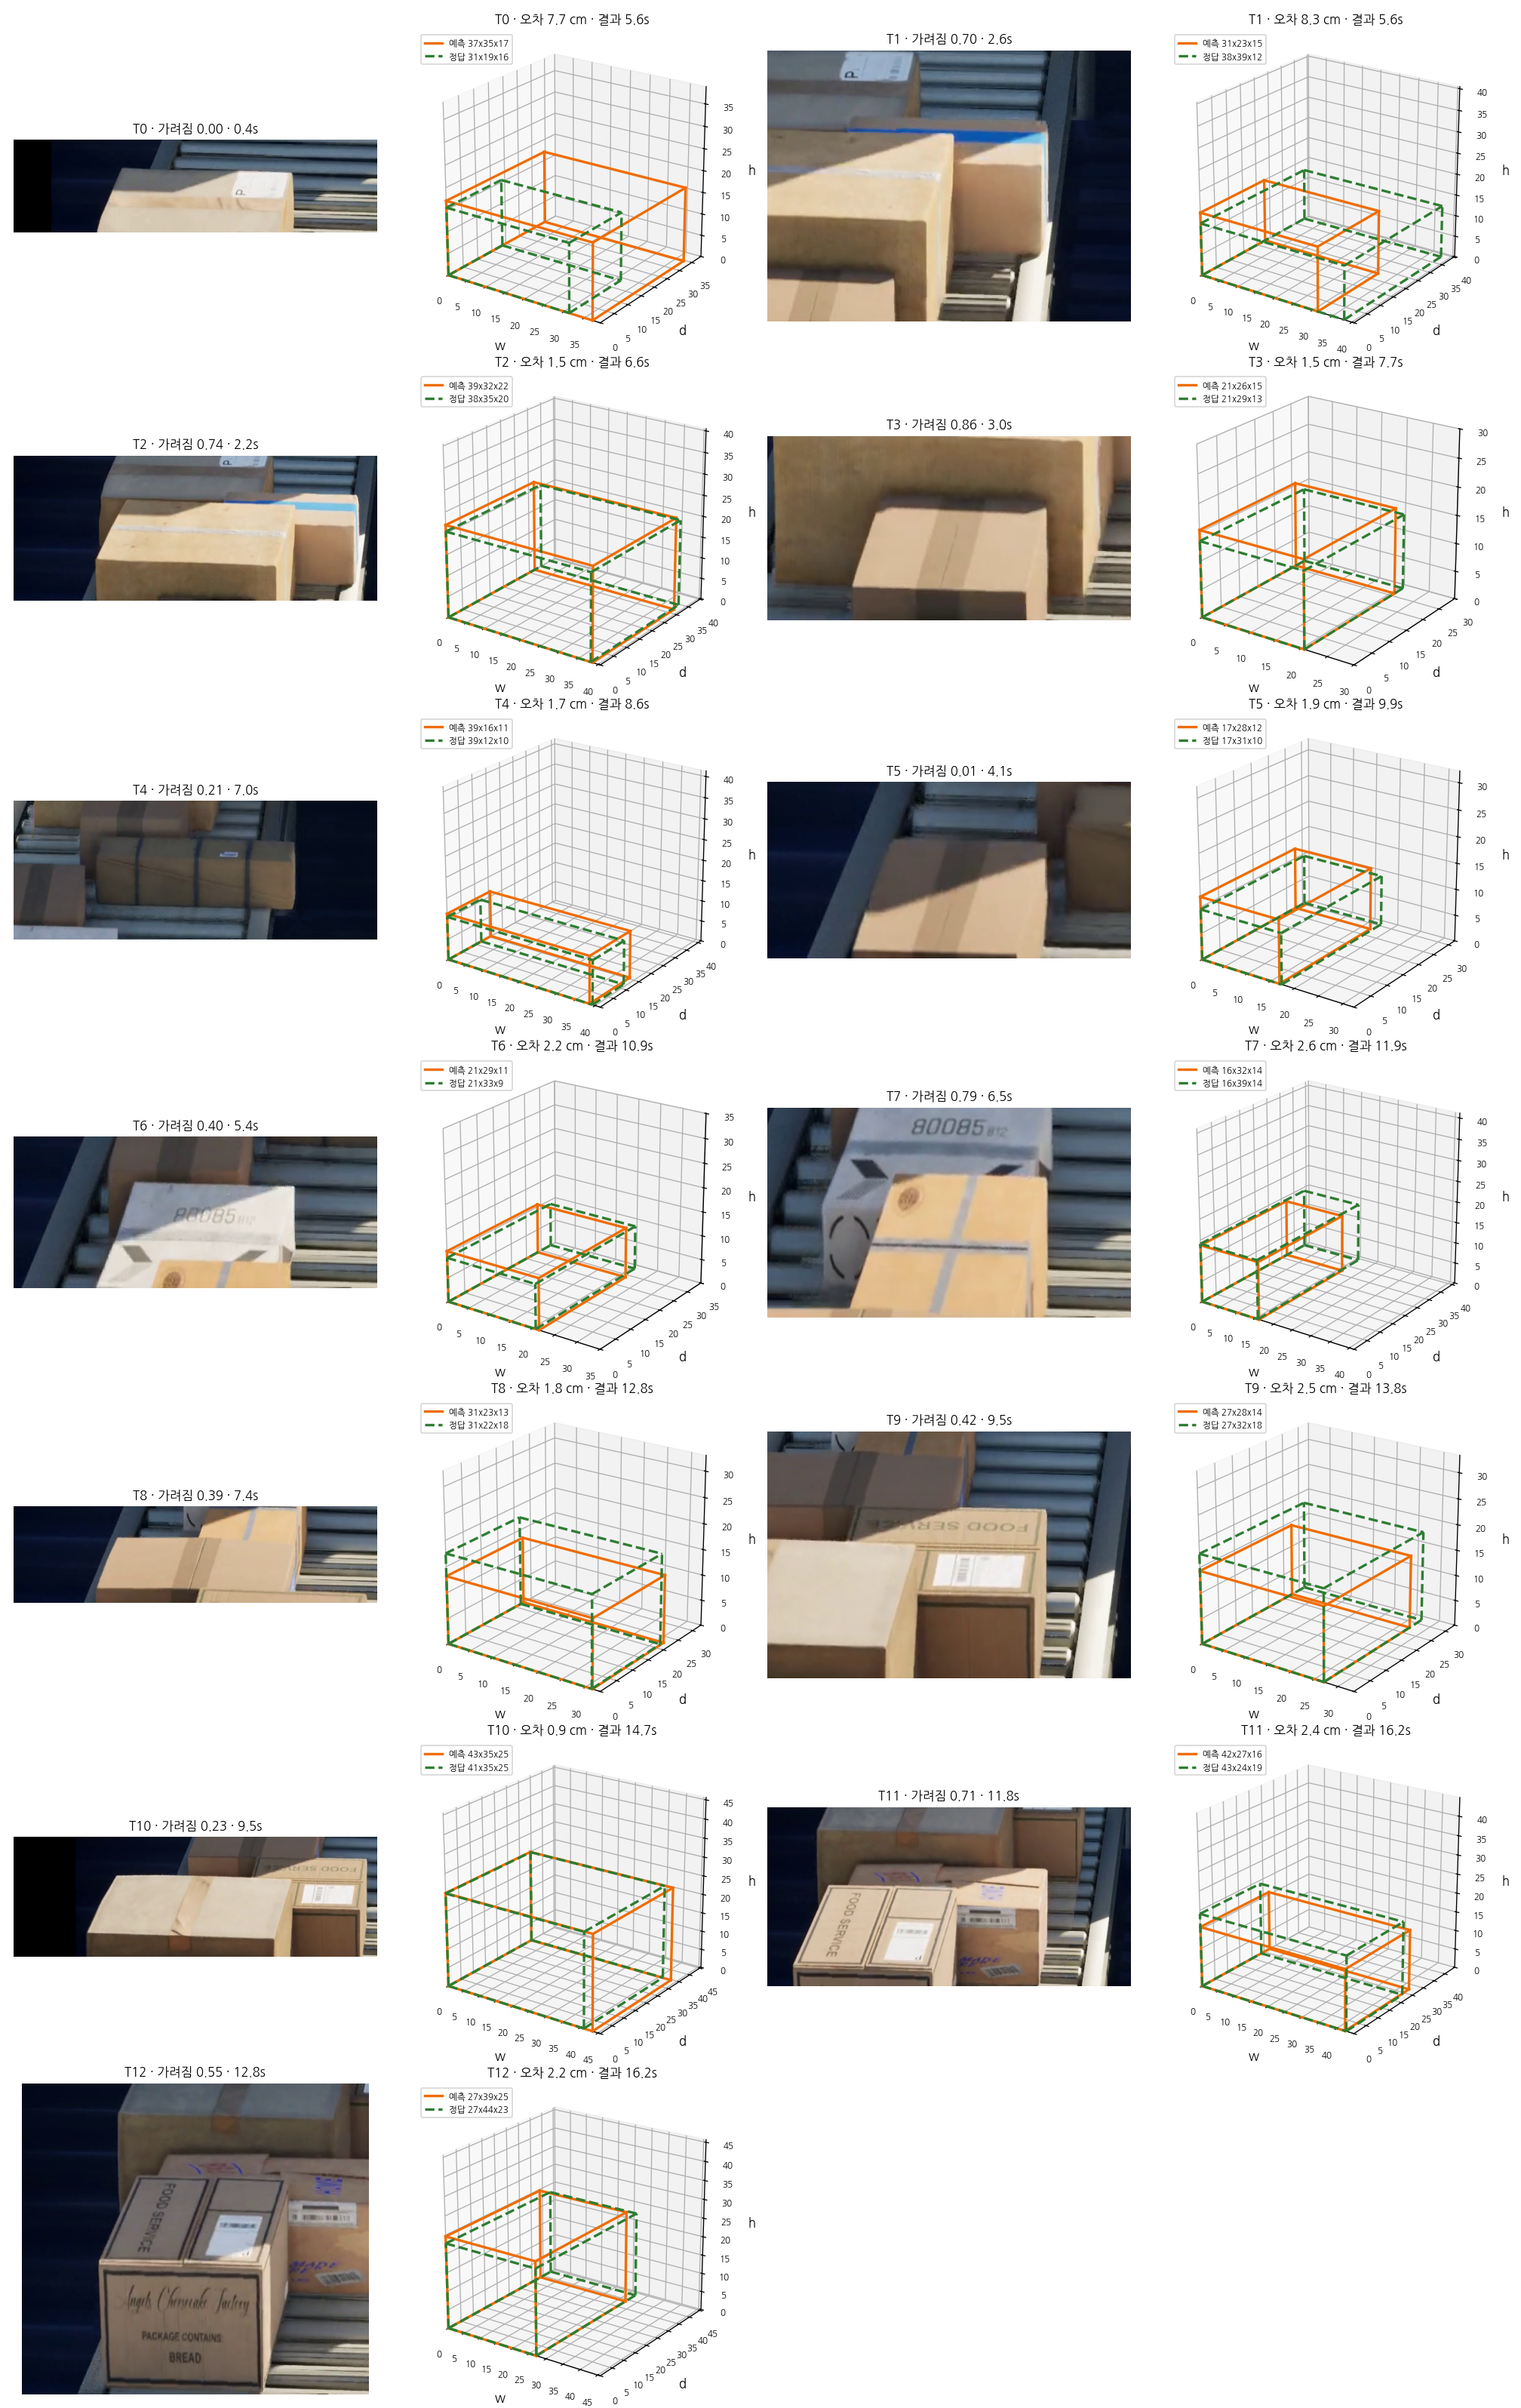 T0 · 오차 7.7 cm · 결과 5.6s
예측 37x35x17
정답 31x19x16
T0 · 가려짐 0.00 · 0.4s
P
T1 · 오차 8.3 cm · 결과 5.6s
예측 31x23x15
정답 38x39x12
T1 · 가려짐 0.70 · 2.6s
P
T2 · 오차 1.5 cm · 결과 6.6s
예측 39x32x22
정답 38x35x20
T2 · 가려짐 0.74 · 2.2s
P
T3 · 오차 1.5 cm · 결과 7.7s
예측 21x26x15
정답 21x29x13
T3 · 가려짐 0.86 · 3.0s
T4 · 오차 1.7 cm · 결과 8.6s
예측 39x16x11
정답 39x12x10
T4 · 가려짐 0.21 · 7.0s
T5 · 오차 1.9 cm · 결과 9.9s
예측 17x28x12
정답 17x31x10
T5 · 가려짐 0.01 · 4.1s
T6 · 오차 2.2 cm · 결과 10.9s
예측 21x29x11
정답 21x33x9
T6 · 가려짐 0.40 · 5.4s
80085 B12
T7 · 오차 2.6 cm · 결과 11.9s
예측 16x32x14
정답 16x39x14
T7 · 가려짐 0.79 · 6.5s
80085 B12
T8 · 오차 1.8 cm · 결과 12.8s
예측 31x23x13
정답 31x22x18
T8 · 가려짐 0.39 · 7.4s
T9 · 오차 2.5 cm · 결과 13.8s
예측 27x28x14
정답 27x32x18
T9 · 가려짐 0.42 · 9.5s
FOOD SERVICE
T10 · 오차 0.9 cm · 결과 14.7s
예측 43x35x25
정답 41x35x25
T10 · 가려짐 0.23 · 9.5s
FOOD SERVICE
T11 · 오차 2.4 cm · 결과 16.2s
예측 42x27x16
정답 43x24x19
T11 · 가려짐 0.71 · 11.8s
FOOD SERVICE
MADE
T12 · 오차 2.2 cm · 결과 16.2s
예측 27x39x25
정답 27x44x23
T12 · 가려짐 0.55 · 12.8s
FOOD SERVICE
MADE
Angels Cheesecake Factory
PACKAGE CONTAINS
BREAD
w
d
h